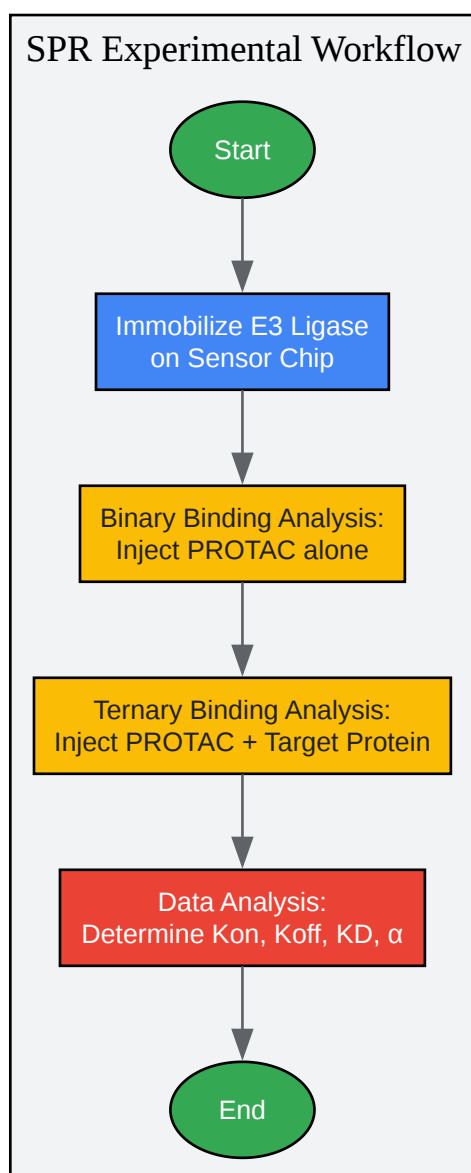 SPR Experimental Workflow
Start
Immobilize E3 Ligase
on Sensor Chip
Binary Binding Analysis:
Inject PROTAC alone
Ternary Binding Analysis:
Inject PROTAC + Target Protein
Data Analysis:
Determine Kon, Koff, KD, α
End